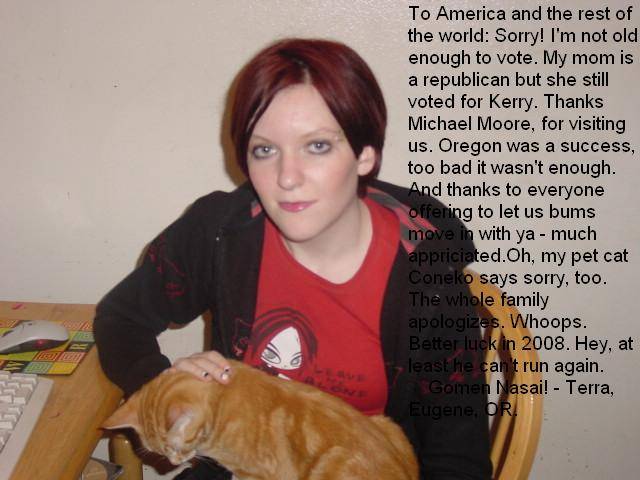 To America and the rest of
the world: Sorry! I'm not old
enough to vote. My mom is
a republican but she still
voted for Kerry. Thanks
Michael Moore, for visiting
us. Oregon was a success,
too bad it wasn't enough.
And thanks to everyone
offering to let us bums
move in with ya - much
appriciated.Oh, my pet cat
Coneko says sorry, too.
The whole family
apologizes. Whoops.
Better luck in 2008. Hey, at
least he can't run again.
Gomen Nasai! - Terra,
Eugene, OR.
LEAVE
ME
ALONE